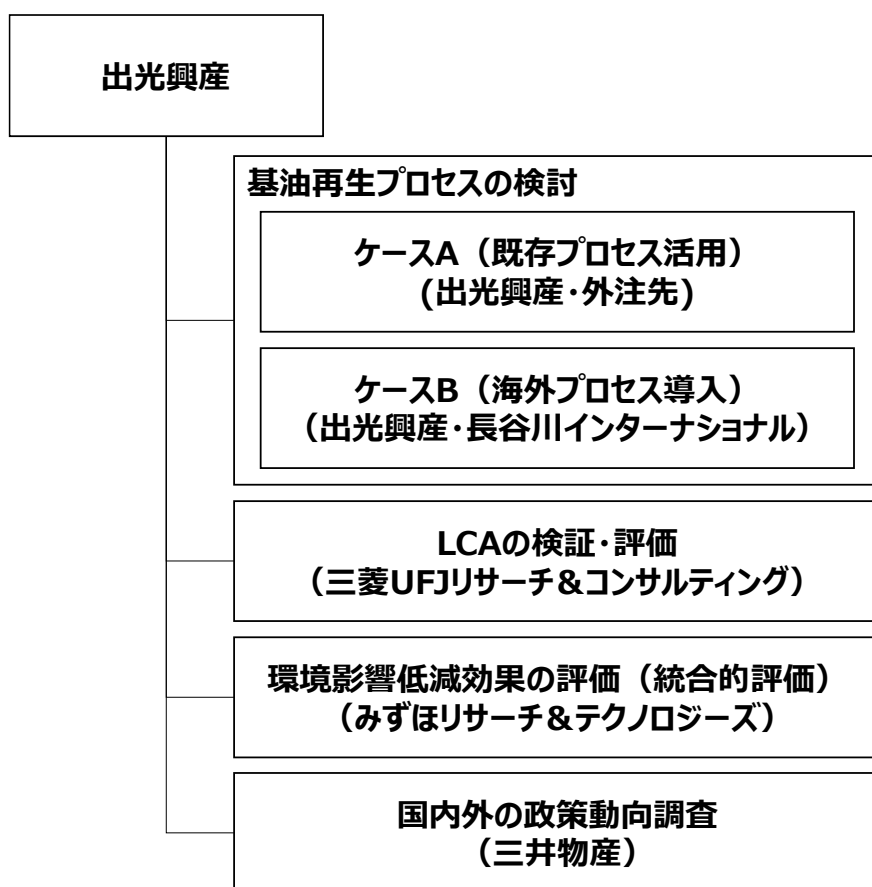 出光興産
基油再生プロセスの検討
ケースA（既存プロセス活用）
(出光興産・外注先)
ケースB（海外プロセス導入）
（出光興産・長谷川インターナショナル）
LCAの検証・評価
（三菱UFJリサーチ&コンサルティング）
環境影響低減効果の評価（統合的評価）
（みずほリサーチ&テクノロジーズ）
国内外の政策動向調査
（三井物産）